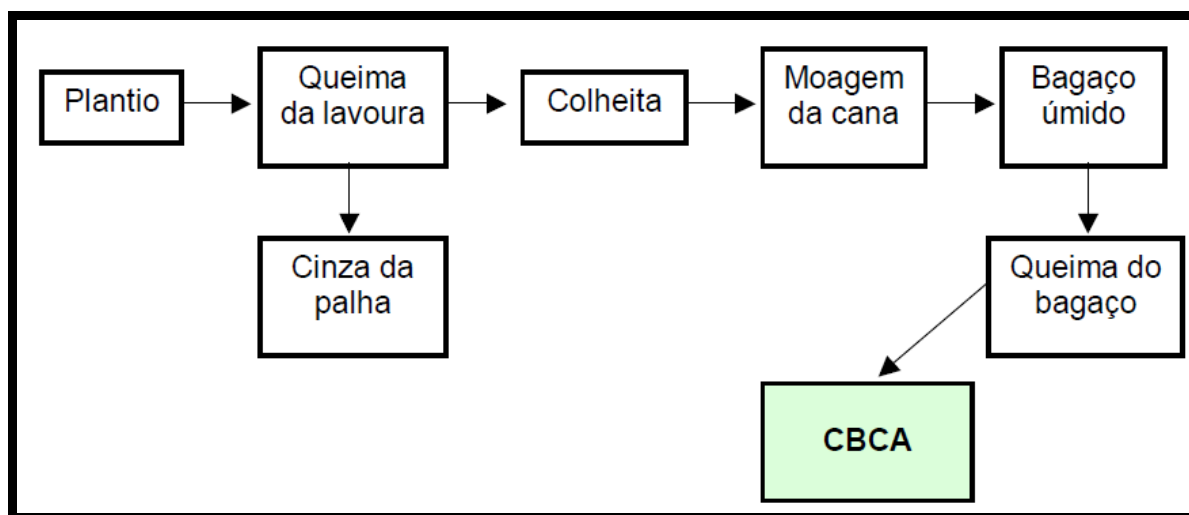 Plantio
Queima
da lavoura
Colheita
Moagem
da cana
Bagaço
úmido
Cinza da
palha
Queima do
bagaço
CBCA